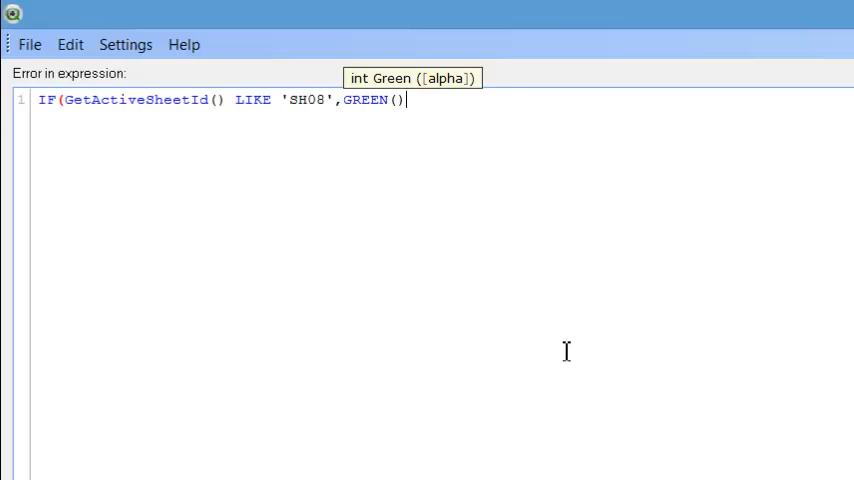 File Edit Settings Help
Error in expression:
int Green ([alpha])
1 IF(GetActiveSheetId() LIKE 'SH08',GREEN()